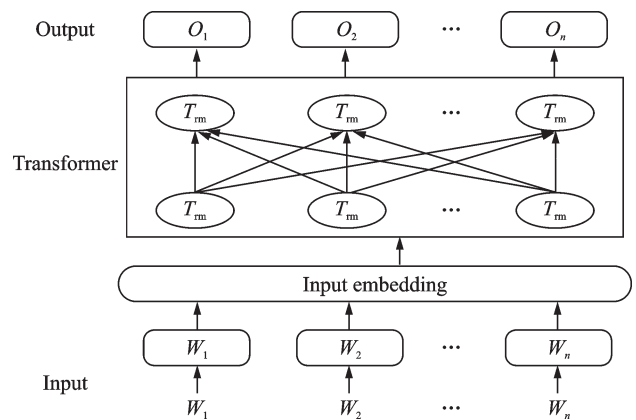 Output O₁ O₂ ... Oₙ
Tᵣₘ Tᵣₘ ... Tᵣₘ
Transformer
Tᵣₘ Tᵣₘ ... Tᵣₘ
Input embedding
W₁ W₂ ... Wₙ
Input
W₁ W₂ ... Wₙ